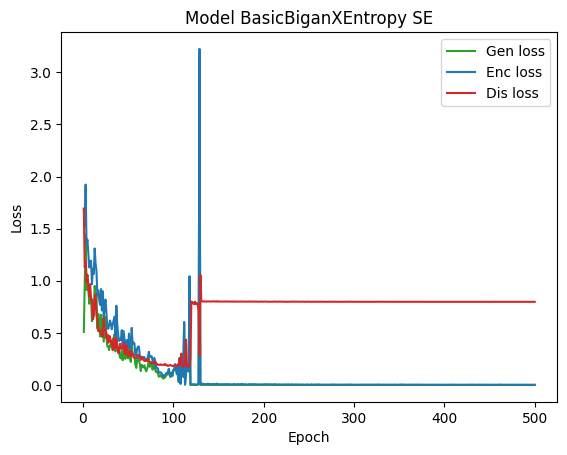 Model BasicBiganXEntropy SE
Gen loss
Enc loss
Dis loss
3.0
2.5
2.0
1.5
1.0
0.5
0.0
Loss
0
100
200
300
400
500
Epoch